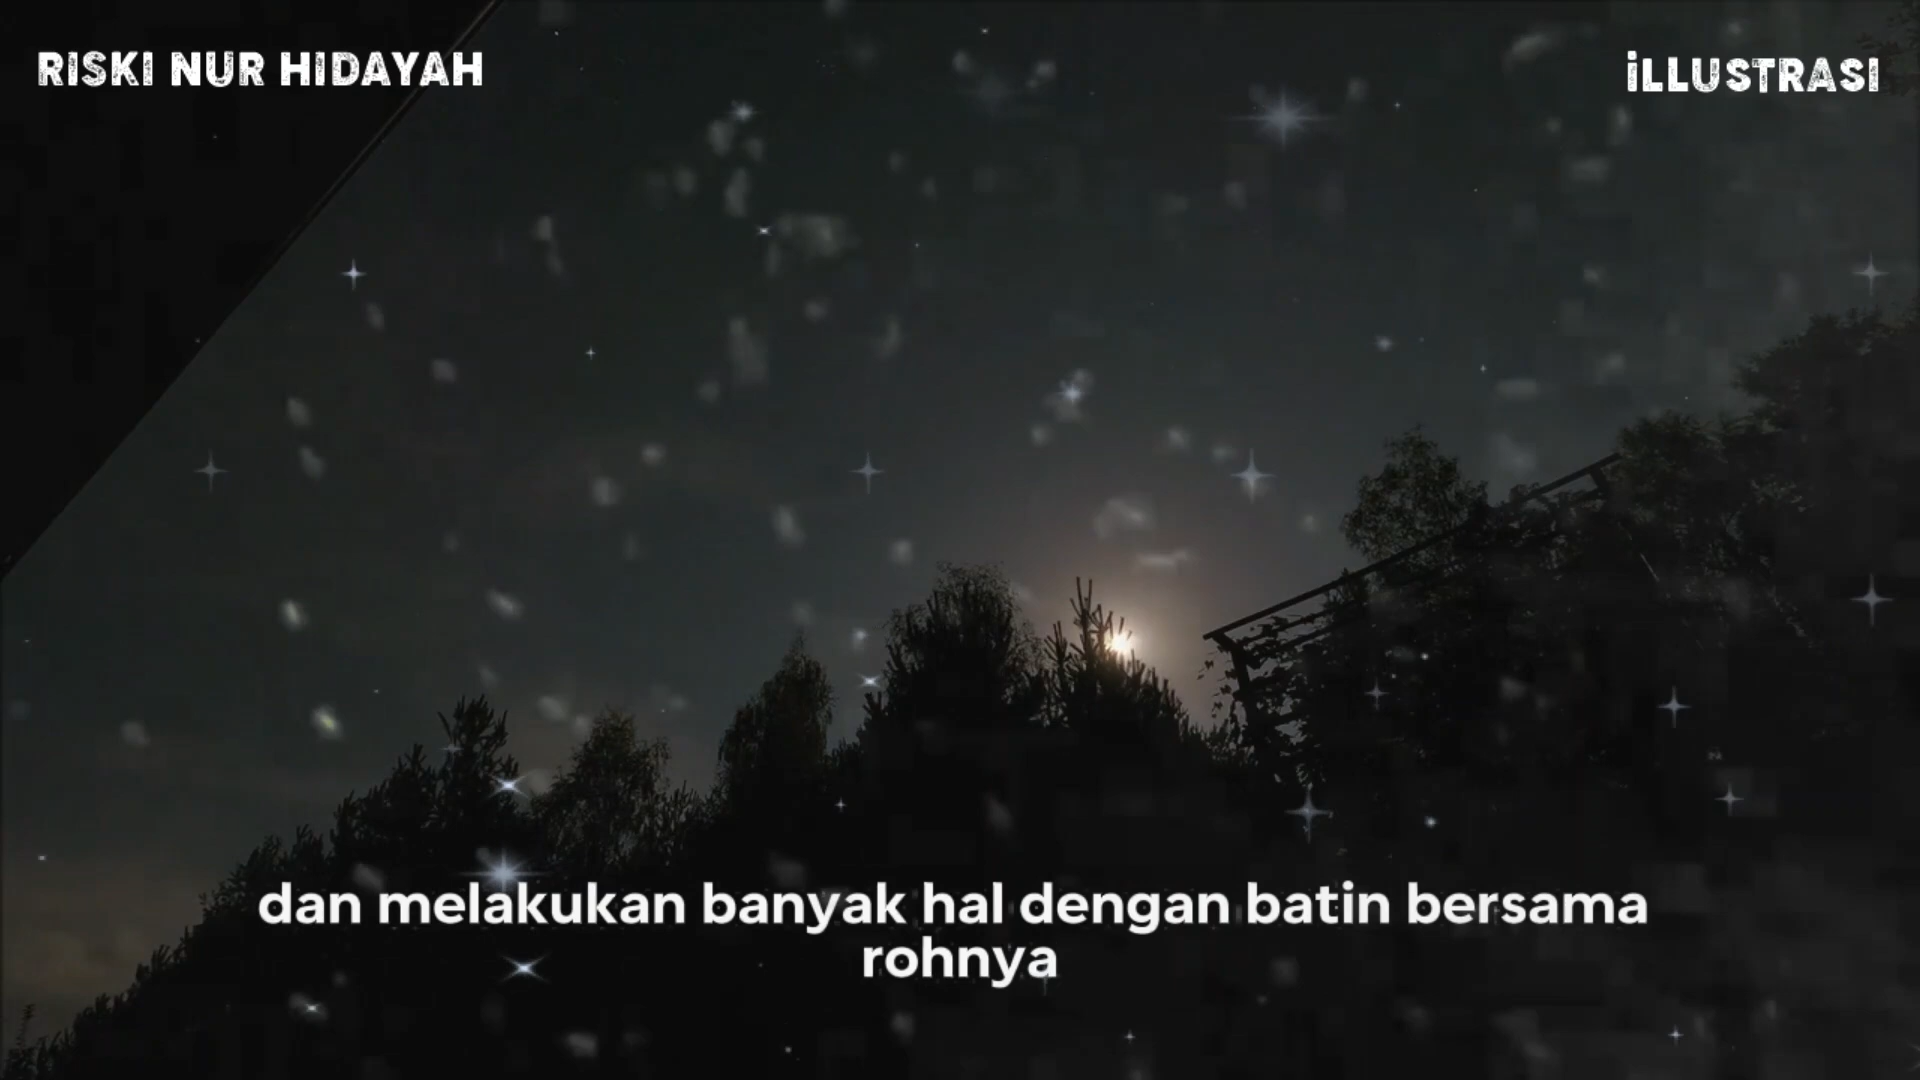 RISKI NUR HIDAYAH
İLLUSTRASI
dan melakukan banyak hal dengan batin bersama
rohnya